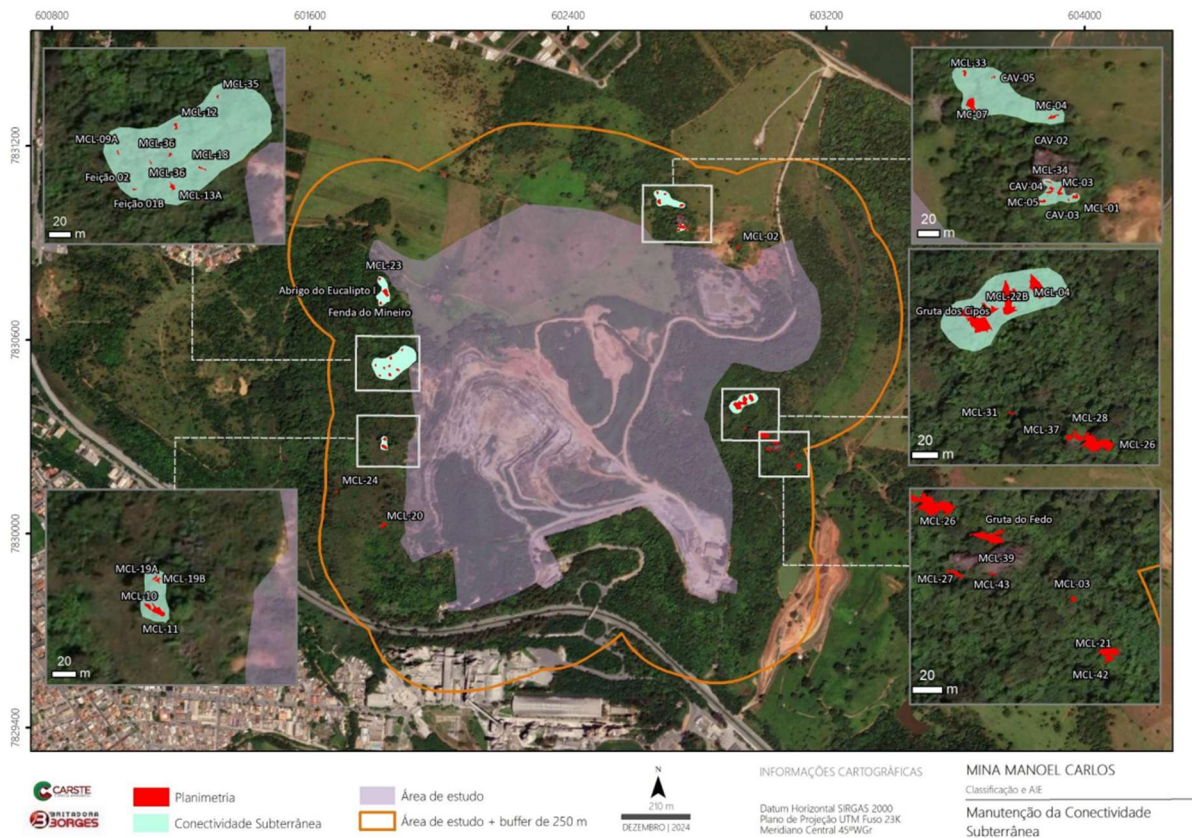 600800
601600
602400
603200
604000
7831200
7830600
7830000
7829400
MCL-35
MCL-12
MCL-09A
MCL-36
MCL-18
MCL-36
Feição 02
MCL-13A
Feição 01B
20 m
MCL-33
CAV-05
MC-07
MC-04
CAV-02
MCL-34
CAV-04
MC-03
MC-05
MCL-01
CAV-03
20 m
MCL-02
MCL-23
Abrigo do Eucalipto I
Fenda do Mineiro
MCL-22B
MCL-04
Gruta dos Cipós
MCL-31
MCL-28
MCL-37
MCL-26
20 m
MCL-24
MCL-20
MCL-19A
MCL-19B
MCL-10
MCL-11
20 m
MCL-26
Gruta do Fedo
MCL-39
MCL-27
MCL-43
MCL-03
MCL-21
MCL-42
20 m
CARSTE
BRITADORA
BORGES
Planimetria
Conectividade Subterrânea
Área de estudo
Área de estudo + buffer de 250 m
N
210 m
DEZEMBRO | 2024
INFORMAÇÕES CARTOGRÁFICAS
Datum Horizontal SIRGAS 2000
Plano de Projeção UTM Fuso 23K
Meridiano Central 45ºWGr
MINA MANOEL CARLOS
Classificação e AIE
Manutenção da Conectividade
Subterrânea